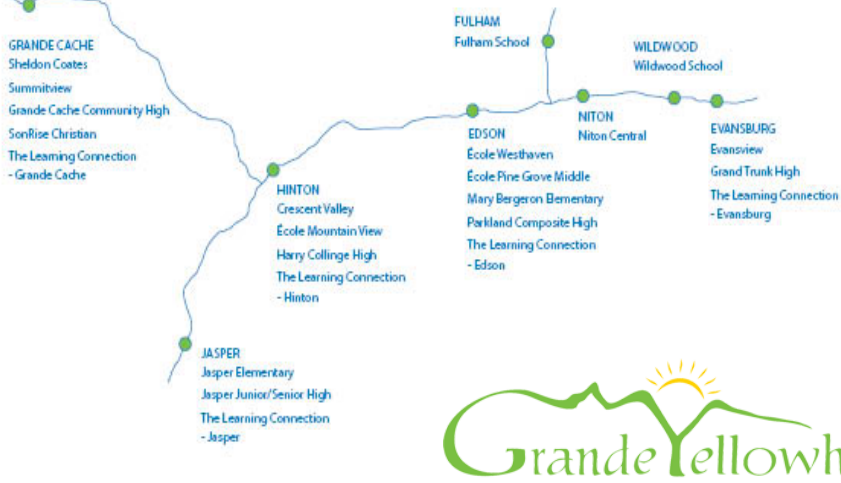 GRANDE CACHE
Sheldon Coates
Summitview
Grande Cache Community High
SonRise Christian
The Learning Connection
- Grande Cache
HINTON
Crescent Valley
École Mountain View
Harry Collinge High
The Learning Connection
- Hinton
JASPER
Jasper Elementary
Jasper Junior/Senior High
The Learning Connection
- Jasper
FULHAM
Fulham School
EDSON
École Westhaven
École Pine Grove Middle
Mary Bergeron Elementary
Parkland Composite High
The Learning Connection
- Edson
NITON
Niton Central
WILDWOOD
Wildwood School
EVANSBURG
Evansview
Grand Trunk High
The Learning Connection
- Evansburg
Grande Yellowh